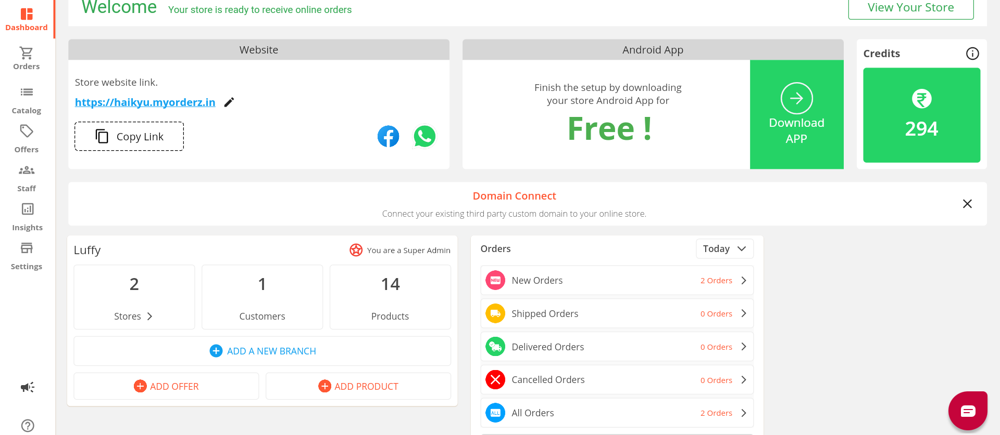 Welcome Your store is ready to receive online orders
View Your Store
Dashboard
Orders
Catalog
Offers
Staff
Insights
Settings
Website
Store website link.
https://haikyu.myorderz.in
Copy Link
Android App
Finish the setup by downloading
your store Android App for
Free !
Download
APP
Credits
₹
294
Domain Connect
Connect your existing third party custom domain to your online store.
Luffy
You are a Super Admin
2
Stores
1
Customers
14
Products
ADD A NEW BRANCH
ADD OFFER
ADD PRODUCT
Orders
Today
NEW New Orders 2 Orders
Shipped Orders 0 Orders
Delivered Orders 0 Orders
Cancelled Orders 0 Orders
ALL All Orders 2 Orders